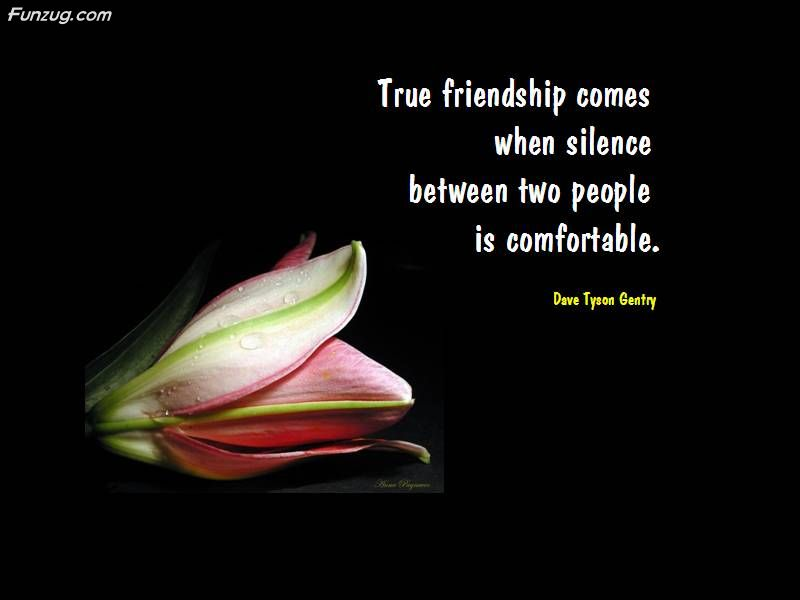 Funzug.com
True friendship comes
when silence
between two people
is comfortable.
Dave Tyson Gentry